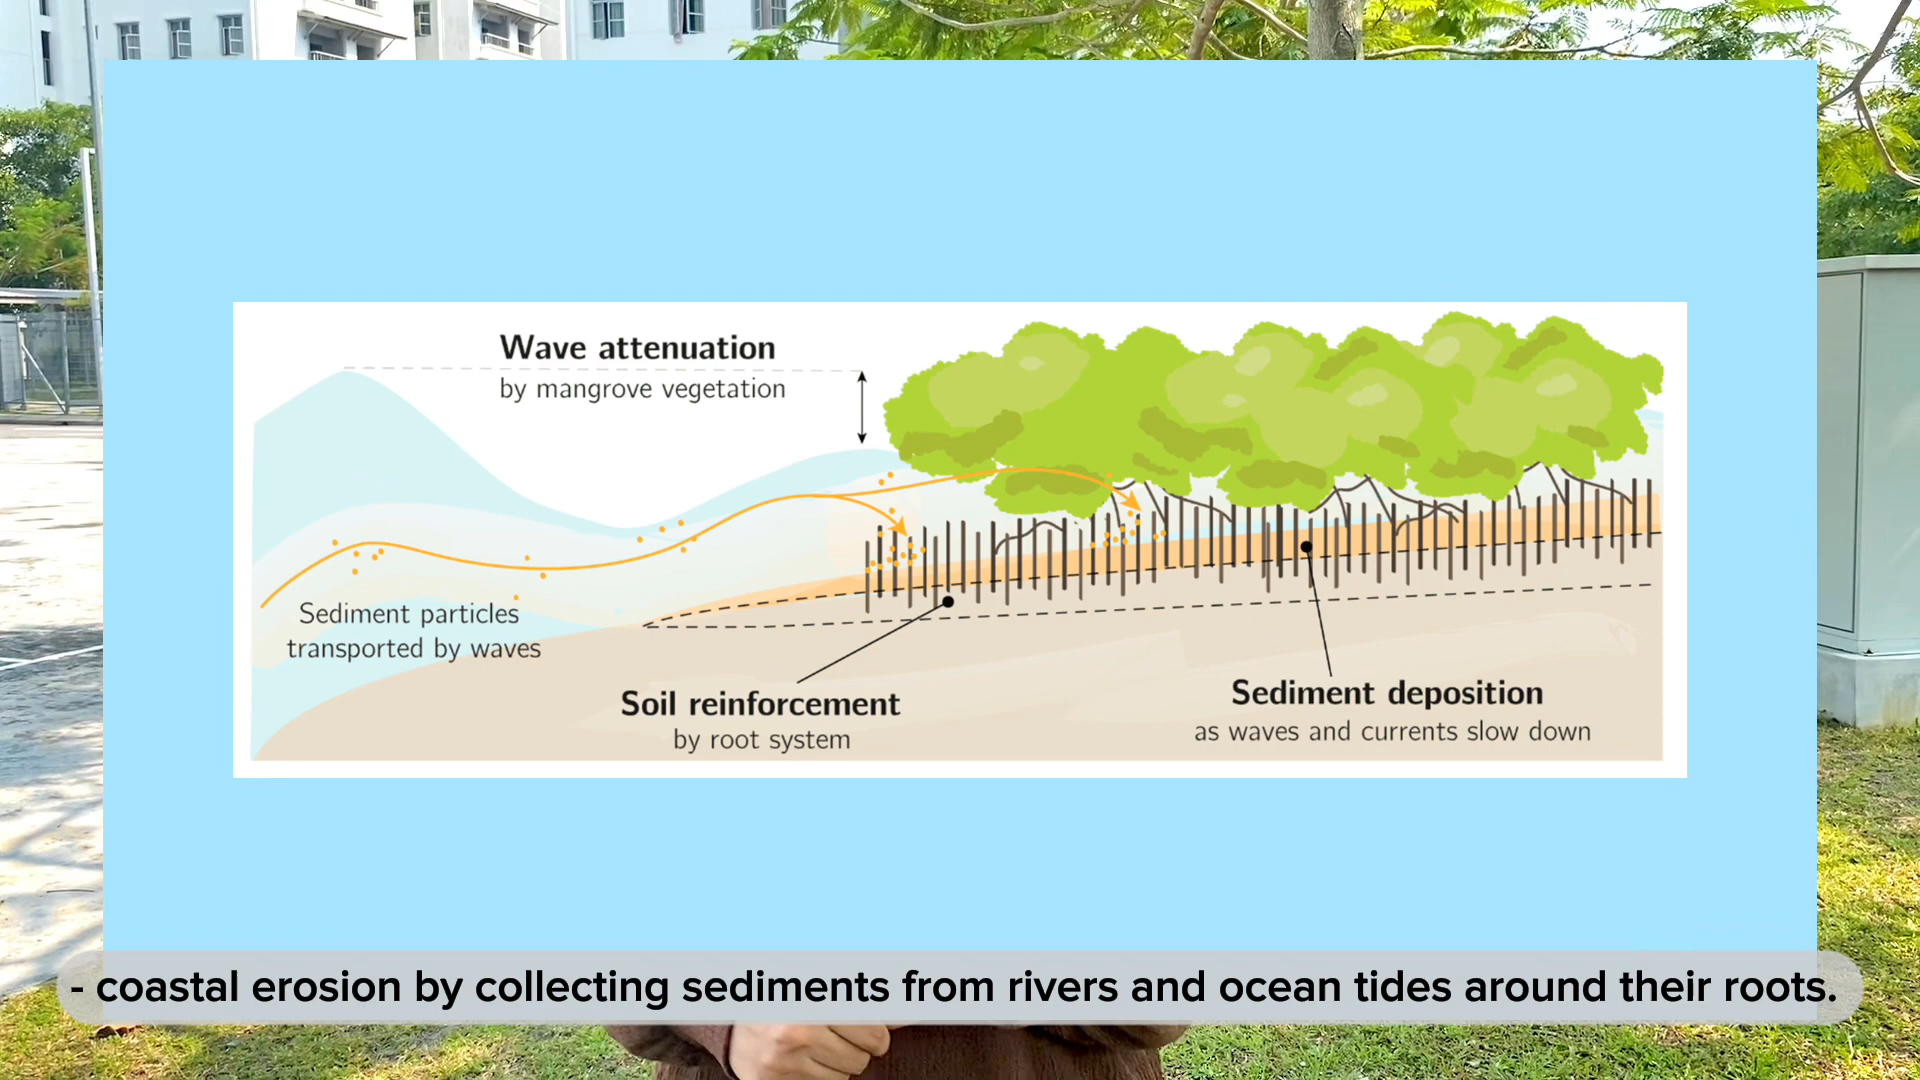 Wave attenuation
by mangrove vegetation
Sediment particles
transported by waves
Soil reinforcement
by root system
Sediment deposition
as waves and currents slow down
- coastal erosion by collecting sediments from rivers and ocean tides around their roots.